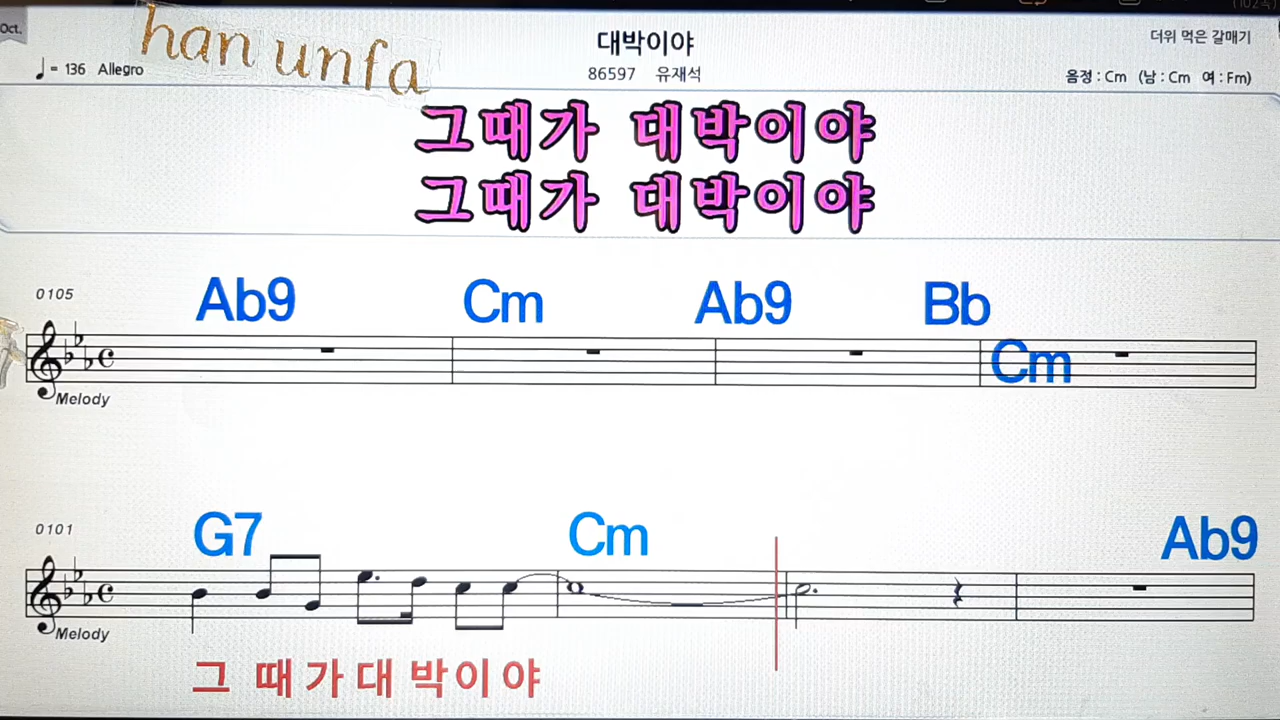 Oct.
han unfa
♩ = 136 Allegro
대박이야
86597 유재석
더위 먹은 갈매기
음정 : Cm (남 : Cm 여 : Fm)
그때가 대박이야
그때가 대박이야
0105
Ab9 Cm Ab9 Bb Cm
Melody
0101
G7 Cm Ab9
Melody
그 때가대 박이야